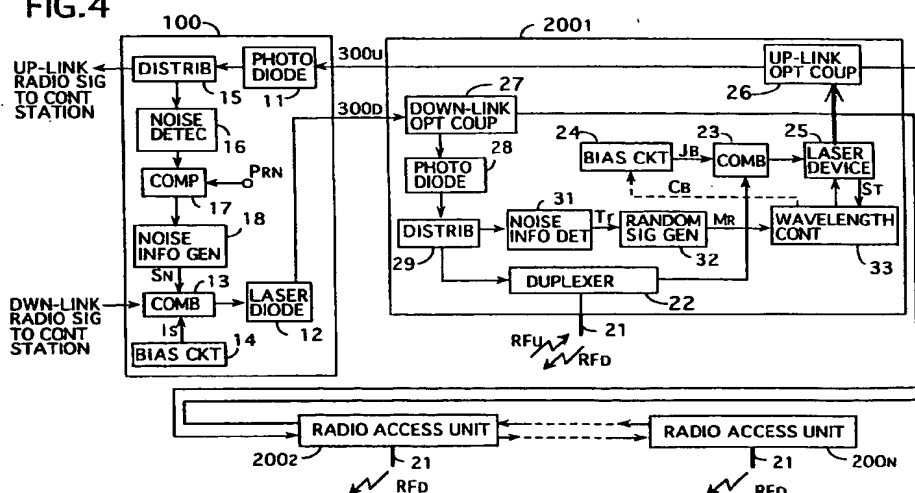 FIG.4
100
2001
UP-LINK
RADIO SIG
TO CONT
STATION
DISTRIB
15
PHOTO
DIODE
11
300U
UP-LINK
OPT COUP
26
NOISE
DETEC
16
300D
27
DOWN-LINK
OPT COUP
COMP
17
PRN
28
PHOTO
DIODE
24
BIAS CKT
JB
23
COMB
25
LASER
DEVICE
CB
ST
NOISE
INFO GEN
18
DISTRIB
29
31
NOISE
INFO DET
Tr
RANDOM
SIG GEN
32
MR
WAVELENGTH
CONT
33
SN
13
DWN-LINK
RADIO SIG
TO CONT
STATION
COMB
LASER
DIODE
12
IS
BIAS CKT
14
DUPLEXER
22
21
RFU
RFD
RADIO ACCESS UNIT
2002
21
RFD
RADIO ACCESS UNIT
200N
21
RFD